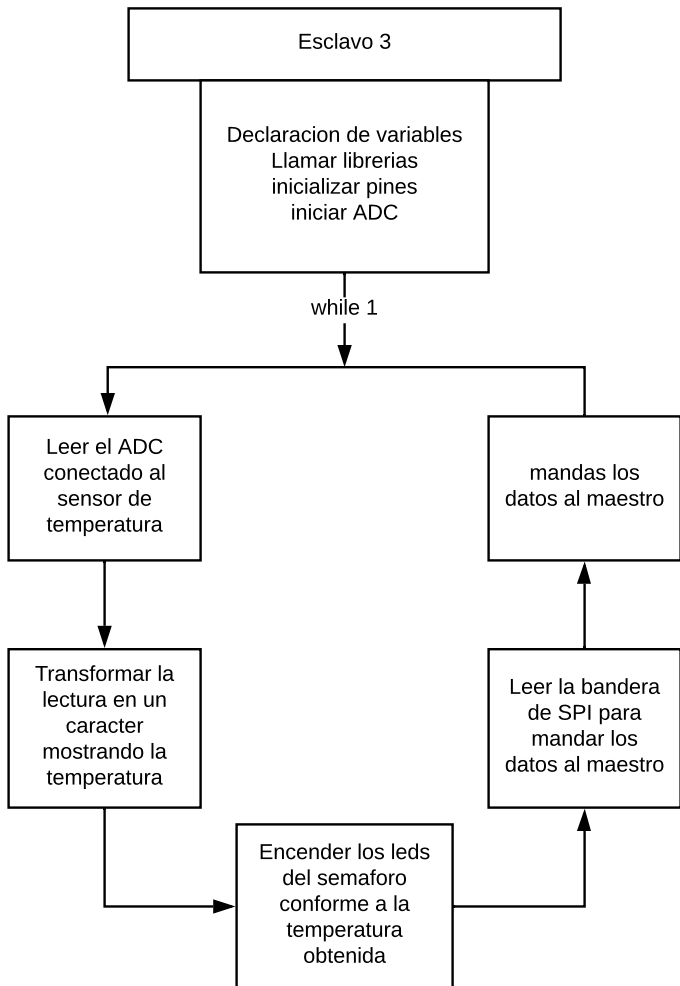 Esclavo 3
Declaracion de variables
Llamar librerias
inicializar pines
iniciar ADC
while 1
Leer el ADC
conectado al
sensor de
temperatura
Transformar la
lectura en un
caracter
mostrando la
temperatura
Encender los leds
del semaforo
conforme a la
temperatura
obtenida
Leer la bandera
de SPI para
mandar los
datos al maestro
mandas los
datos al maestro